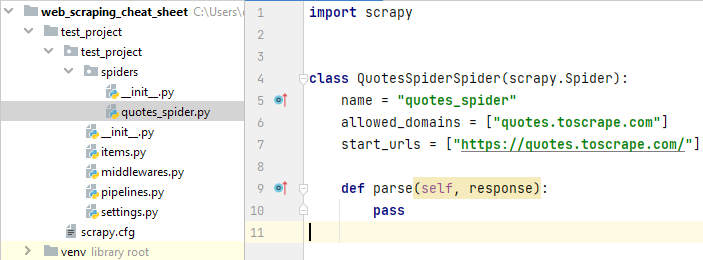 web_scraping_cheat_sheet C:\Users\
test_project
test_project
spiders
__init__.py
quotes_spider.py
__init__.py
items.py
middlewares.py
pipelines.py
settings.py
scrapy.cfg
venv library root
1 import scrapy
2
3
4 class QuotesSpiderSpider(scrapy.Spider):
5 name = "quotes_spider"
6 allowed_domains = ["quotes.toscrape.com"]
7 start_urls = ["https://quotes.toscrape.com/"]
8
9 def parse(self, response):
10 pass
11